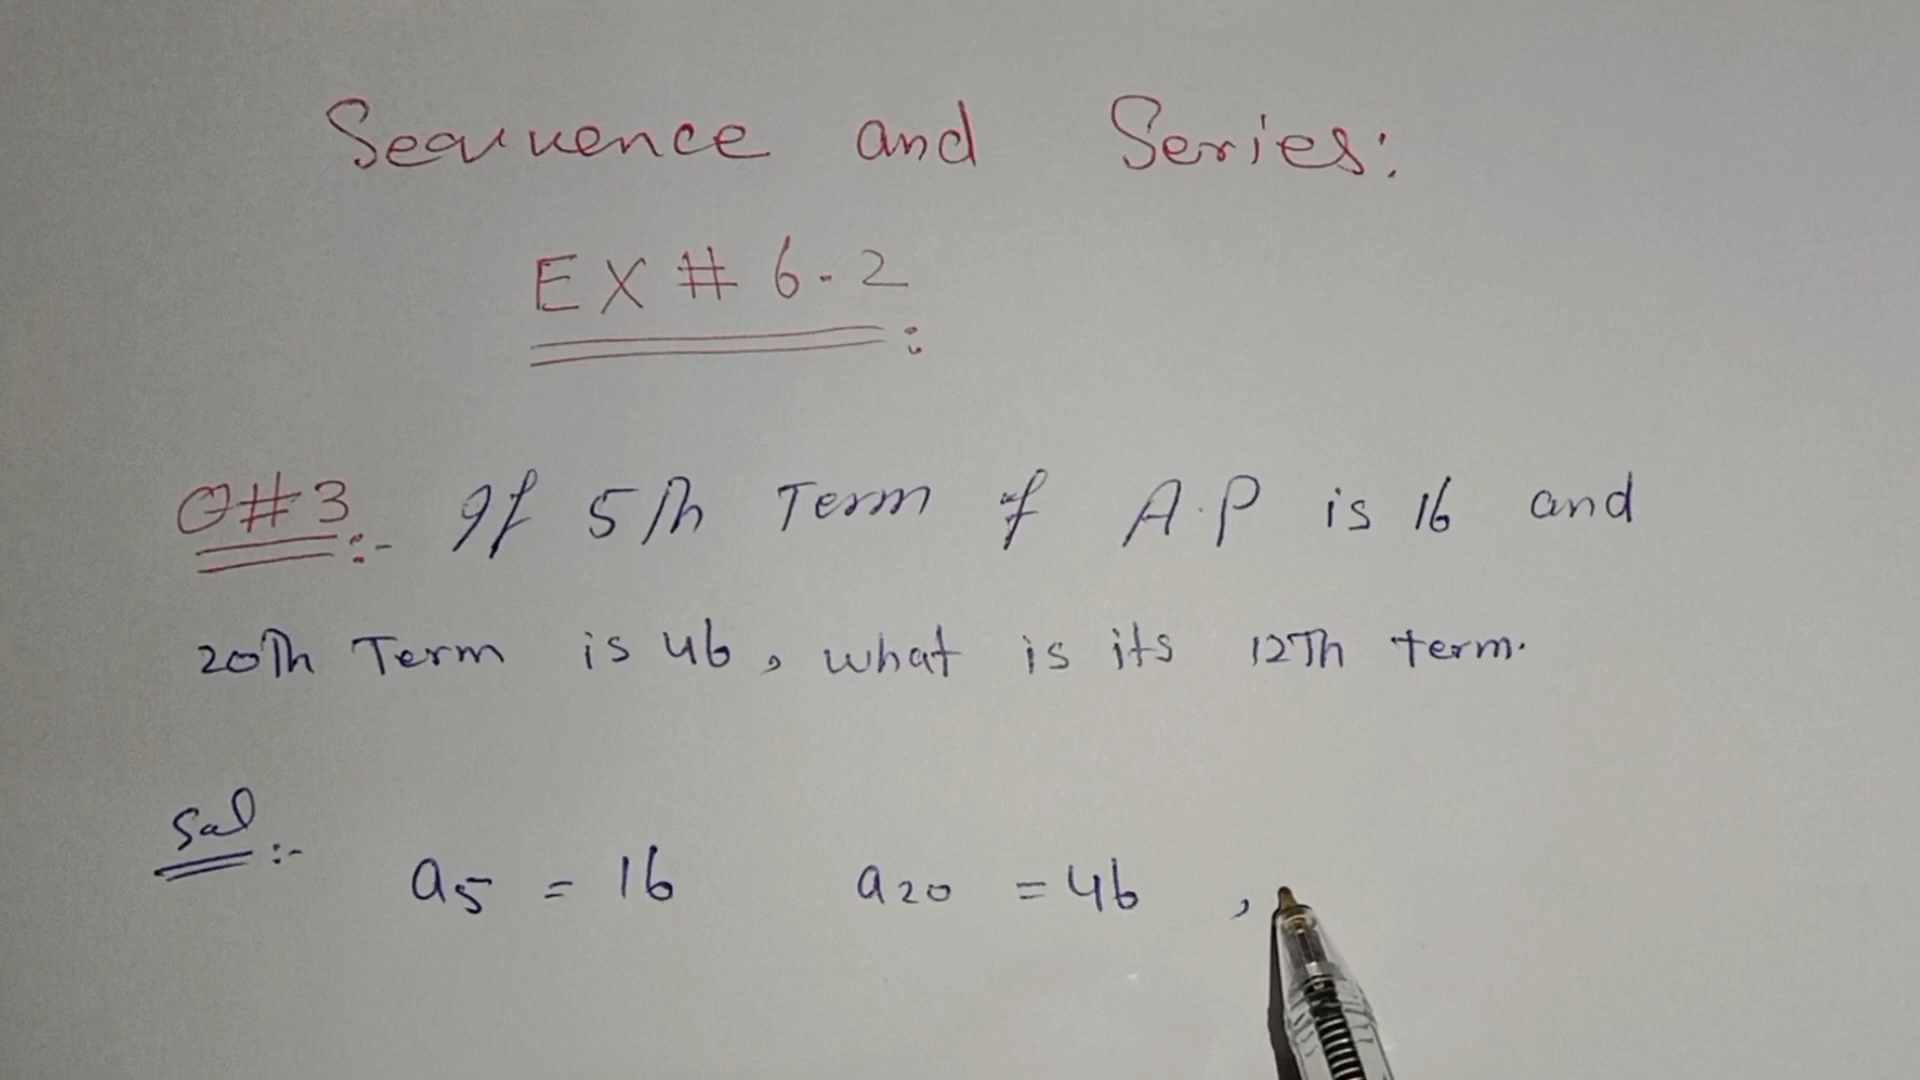 Sequence and Series:
EX # 6.2 :
Q#3 :- If 5th Term of A.P is 16 and
20Th Term is 46, what is its 12Th term.
Sol :- a5 = 16 a20 = 46 ,